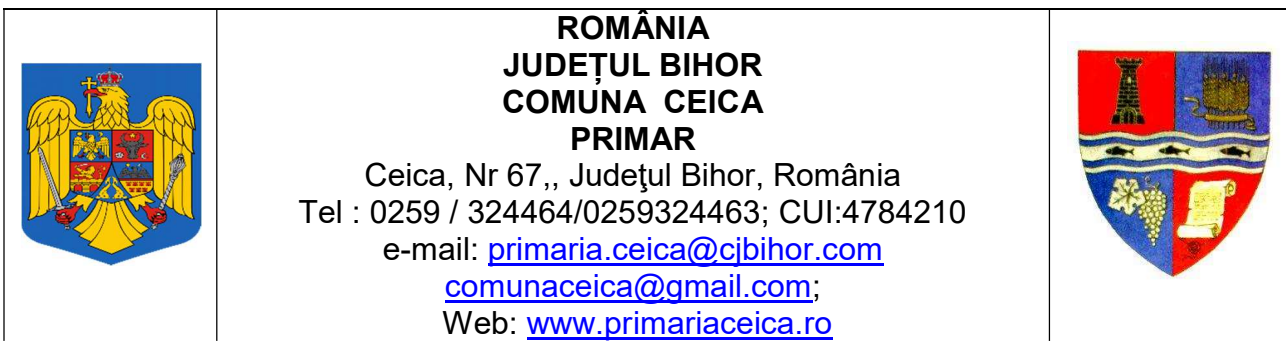 ROMÂNIA
JUDEȚUL BIHOR
COMUNA CEICA
PRIMAR
Ceica, Nr 67,, Judeţul Bihor, România
Tel : 0259 / 324464/0259324463; CUI:4784210
e-mail: primaria.ceica@cjbihor.com
comunaceica@gmail.com;
Web: www.primariaceica.ro